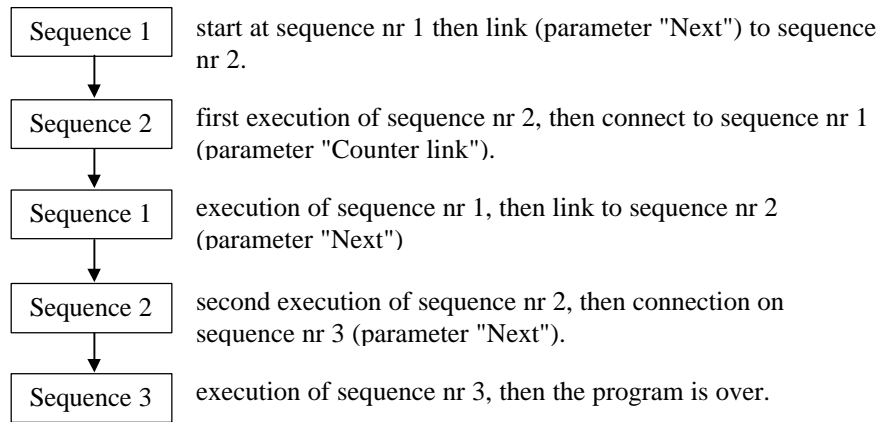 Sequence 1
start at sequence nr 1 then link (parameter "Next") to sequence
nr 2.
Sequence 2
first execution of sequence nr 2, then connect to sequence nr 1
(parameter "Counter link").
Sequence 1
execution of sequence nr 1, then link to sequence nr 2
(parameter "Next")
Sequence 2
second execution of sequence nr 2, then connection on
sequence nr 3 (parameter "Next").
Sequence 3
execution of sequence nr 3, then the program is over.